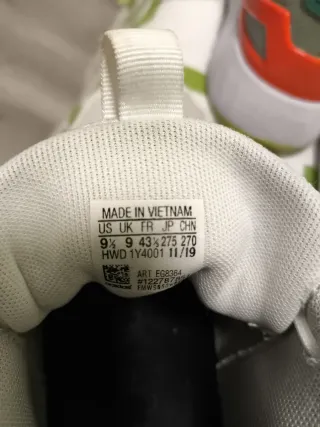 MADE IN VIETNAM
US UK FR JP CHN
9½ 9 43⅓ 275 270
HWD 1Y4001 11/19
ART EG8364